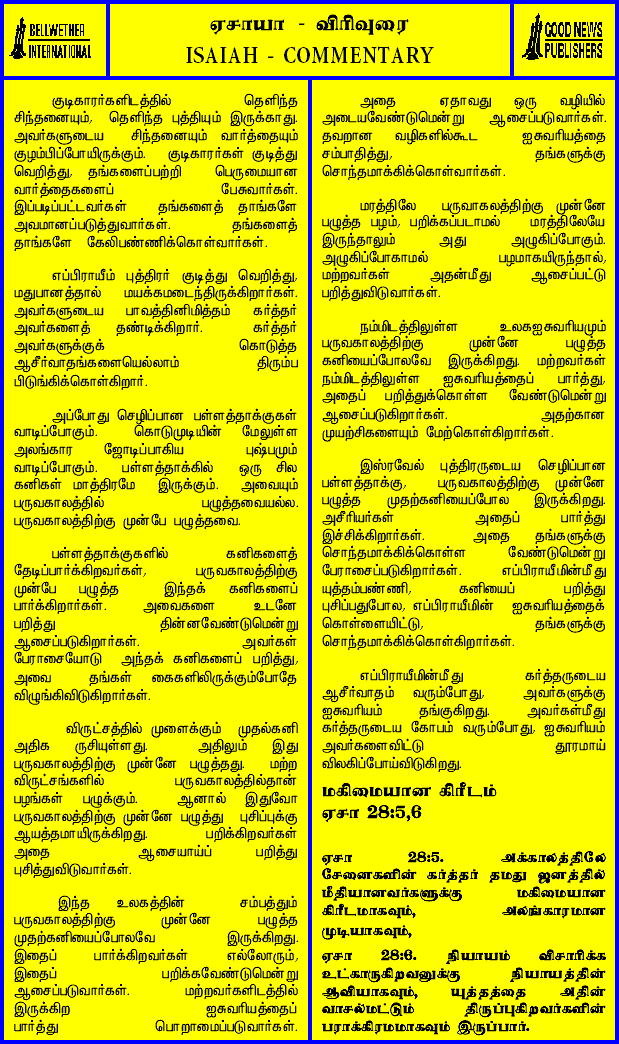 BELLWETHER
INTERNATIONAL
ஏசாயா - விரிவுரை
ISAIAH - COMMENTARY
GOOD NEWS
PUBLISHERS
குடிகாரர்களிடத்தில் தெளிந்த
சிந்தனையும், தெளிந்த புத்தியும் இருக்காது.
அவர்களுடைய சிந்தனையும் வார்த்தையும்
குழம்பிப்போயிருக்கும். குடிகாரர்கள் குடித்து
வெறித்து, தங்களைப்பற்றி பெருமையான
வார்த்தைகளைப் பேசுவார்கள்.
இப்படிப்பட்டவர்கள் தங்களைத் தாங்களே
அவமானப்படுத்துவார்கள். தங்களைத்
தாங்களே கேலிபண்ணிக்கொள்வார்கள்.
எப்பிராயீம் புத்திரர் குடித்து வெறித்து,
மதுபானத்தால் மயக்கமடைந்திருக்கிறார்கள்.
அவர்களுடைய பாவத்தினிமித்தம் கர்த்தர்
அவர்களைத் தண்டிக்கிறார். கர்த்தர்
அவர்களுக்குக் கொடுத்த
ஆசீர்வாதங்களையெல்லாம் திரும்ப
பிடுங்கிக்கொள்கிறார்.
அப்போது செழிப்பான பள்ளத்தாக்குகள்
வாடிப்போகும். கொடுமுடியின் மேலுள்ள
அலங்கார ஜோடிப்பாகிய புஷ்பமும்
வாடிப்போகும். பள்ளத்தாக்கில் ஒரு சில
கனிகள் மாத்திரமே இருக்கும். அவையும்
பருவகாலத்தில் பழுத்தவையல்ல.
பருவகாலத்திற்கு முன்பே பழுத்தவை.
பள்ளத்தாக்குகளில் கனிகளைத்
தேடிப்பார்க்கிறவர்கள், பருவகாலத்திற்கு
முன்பே பழுத்த இந்தக் கனிகளைப்
பார்க்கிறார்கள். அவைகளை உடனே
பறித்து தின்னவேண்டுமென்று
ஆசைப்படுகிறார்கள். அவர்கள்
பேராசையோடு அந்தக் கனிகளைப் பறித்து,
அவை தங்கள் கைகளிலிருக்கும்போதே
விழுங்கிவிடுகிறார்கள்.
விருட்சத்தில் முளைக்கும் முதல்கனி
அதிக ருசியுள்ளது. அதிலும் இது
பருவகாலத்திற்கு முன்னே பழுத்தது. மற்ற
விருட்சங்களில் பருவகாலத்தில்தான்
பழங்கள் பழுக்கும். ஆனால் இதுவோ
பருவகாலத்திற்கு முன்னே பழுத்து புசிப்புக்கு
ஆயத்தமாயிருக்கிறது. பறிக்கிறவர்கள்
அதை ஆசையாய்ப் பறித்து
புசித்துவிடுவார்கள்.
இந்த உலகத்தின் சம்பத்தும்
பருவகாலத்திற்கு முன்னே பழுத்த
முதற்கனியைப்போலவே இருக்கிறது.
இதைப் பார்க்கிறவர்கள் எல்லோரும்,
இதைப் பறிக்கவேண்டுமென்று
ஆசைப்படுவார்கள். மற்றவர்களிடத்தில்
இருக்கிற ஐசுவரியத்தைப்
பார்த்து பொறாமைப்படுவார்கள்.
அதை ஏதாவது ஒரு வழியில்
அடையவேண்டுமென்று ஆசைப்படுவார்கள்.
தவறான வழிகளில்கூட ஐசுவரியத்தை
சம்பாதித்து, தங்களுக்கு
சொந்தமாக்கிக்கொள்வார்கள்.
மரத்திலே பருவகாலத்திற்கு முன்னே
பழுத்த பழம், பறிக்கப்படாமல் மரத்திலேயே
இருந்தாலும் அது அழுகிப்போகும்.
அழுகிப்போகாமல் பழமாகயிருந்தால்,
மற்றவர்கள் அதன்மீது ஆசைப்பட்டு
பறித்துவிடுவார்கள்.
நம்மிடத்திலுள்ள உலகஐசுவரியமும்
பருவகாலத்திற்கு முன்னே பழுத்த
கனியைப்போலவே இருக்கிறது. மற்றவர்கள்
நம்மிடத்திலுள்ள ஐசுவரியத்தைப் பார்த்து,
அதைப் பறித்துக்கொள்ள வேண்டுமென்று
ஆசைப்படுகிறார்கள். அதற்கான
முயற்சிகளையும் மேற்கொள்கிறார்கள்.
இஸ்ரவேல் புத்திரருடைய செழிப்பான
பள்ளத்தாக்கு, பருவகாலத்திற்கு முன்னே
பழுத்த முதற்கனியைப்போல இருக்கிறது.
அசீரியர்கள் அதைப் பார்த்து
இச்சிக்கிறார்கள். அதை தங்களுக்கு
சொந்தமாக்கிக்கொள்ள வேண்டுமென்று
பேராசைப்படுகிறார்கள். எப்பிராயீமின்மீது
யுத்தம்பண்ணி, கனியைப் பறித்து
புசிப்பதுபோல, எப்பிராயீமின் ஐசுவரியத்தைக்
கொள்ளையிட்டு, தங்களுக்கு
சொந்தமாக்கிக்கொள்கிறார்கள்.
எப்பிராயீமின்மீது கர்த்தருடைய
ஆசீர்வாதம் வரும்போது, அவர்களுக்கு
ஐசுவரியம் தங்குகிறது. அவர்கள்மீது
கர்த்தருடைய கோபம் வரும்போது, ஐசுவரியம்
அவர்களைவிட்டு தூரமாய்
விலகிப்போய்விடுகிறது.
மகிமையான கிரீடம்
ஏசா 28:5,6
ஏசா 28:5. அக்காலத்திலே
சேனைகளின் கர்த்தர் தமது ஜனத்தில்
மீதியானவர்களுக்கு மகிமையான
கிரீடமாகவும், அலங்காரமான
முடியாகவும்,
ஏசா 28:6. நியாயம் விசாரிக்க
உட்காருகிறவனுக்கு நியாயத்தின்
ஆவியாகவும், யுத்தத்தை அதின்
வாசல்மட்டும் திருப்புகிறவர்களின்
பராக்கிரமமாகவும் இருப்பார்.